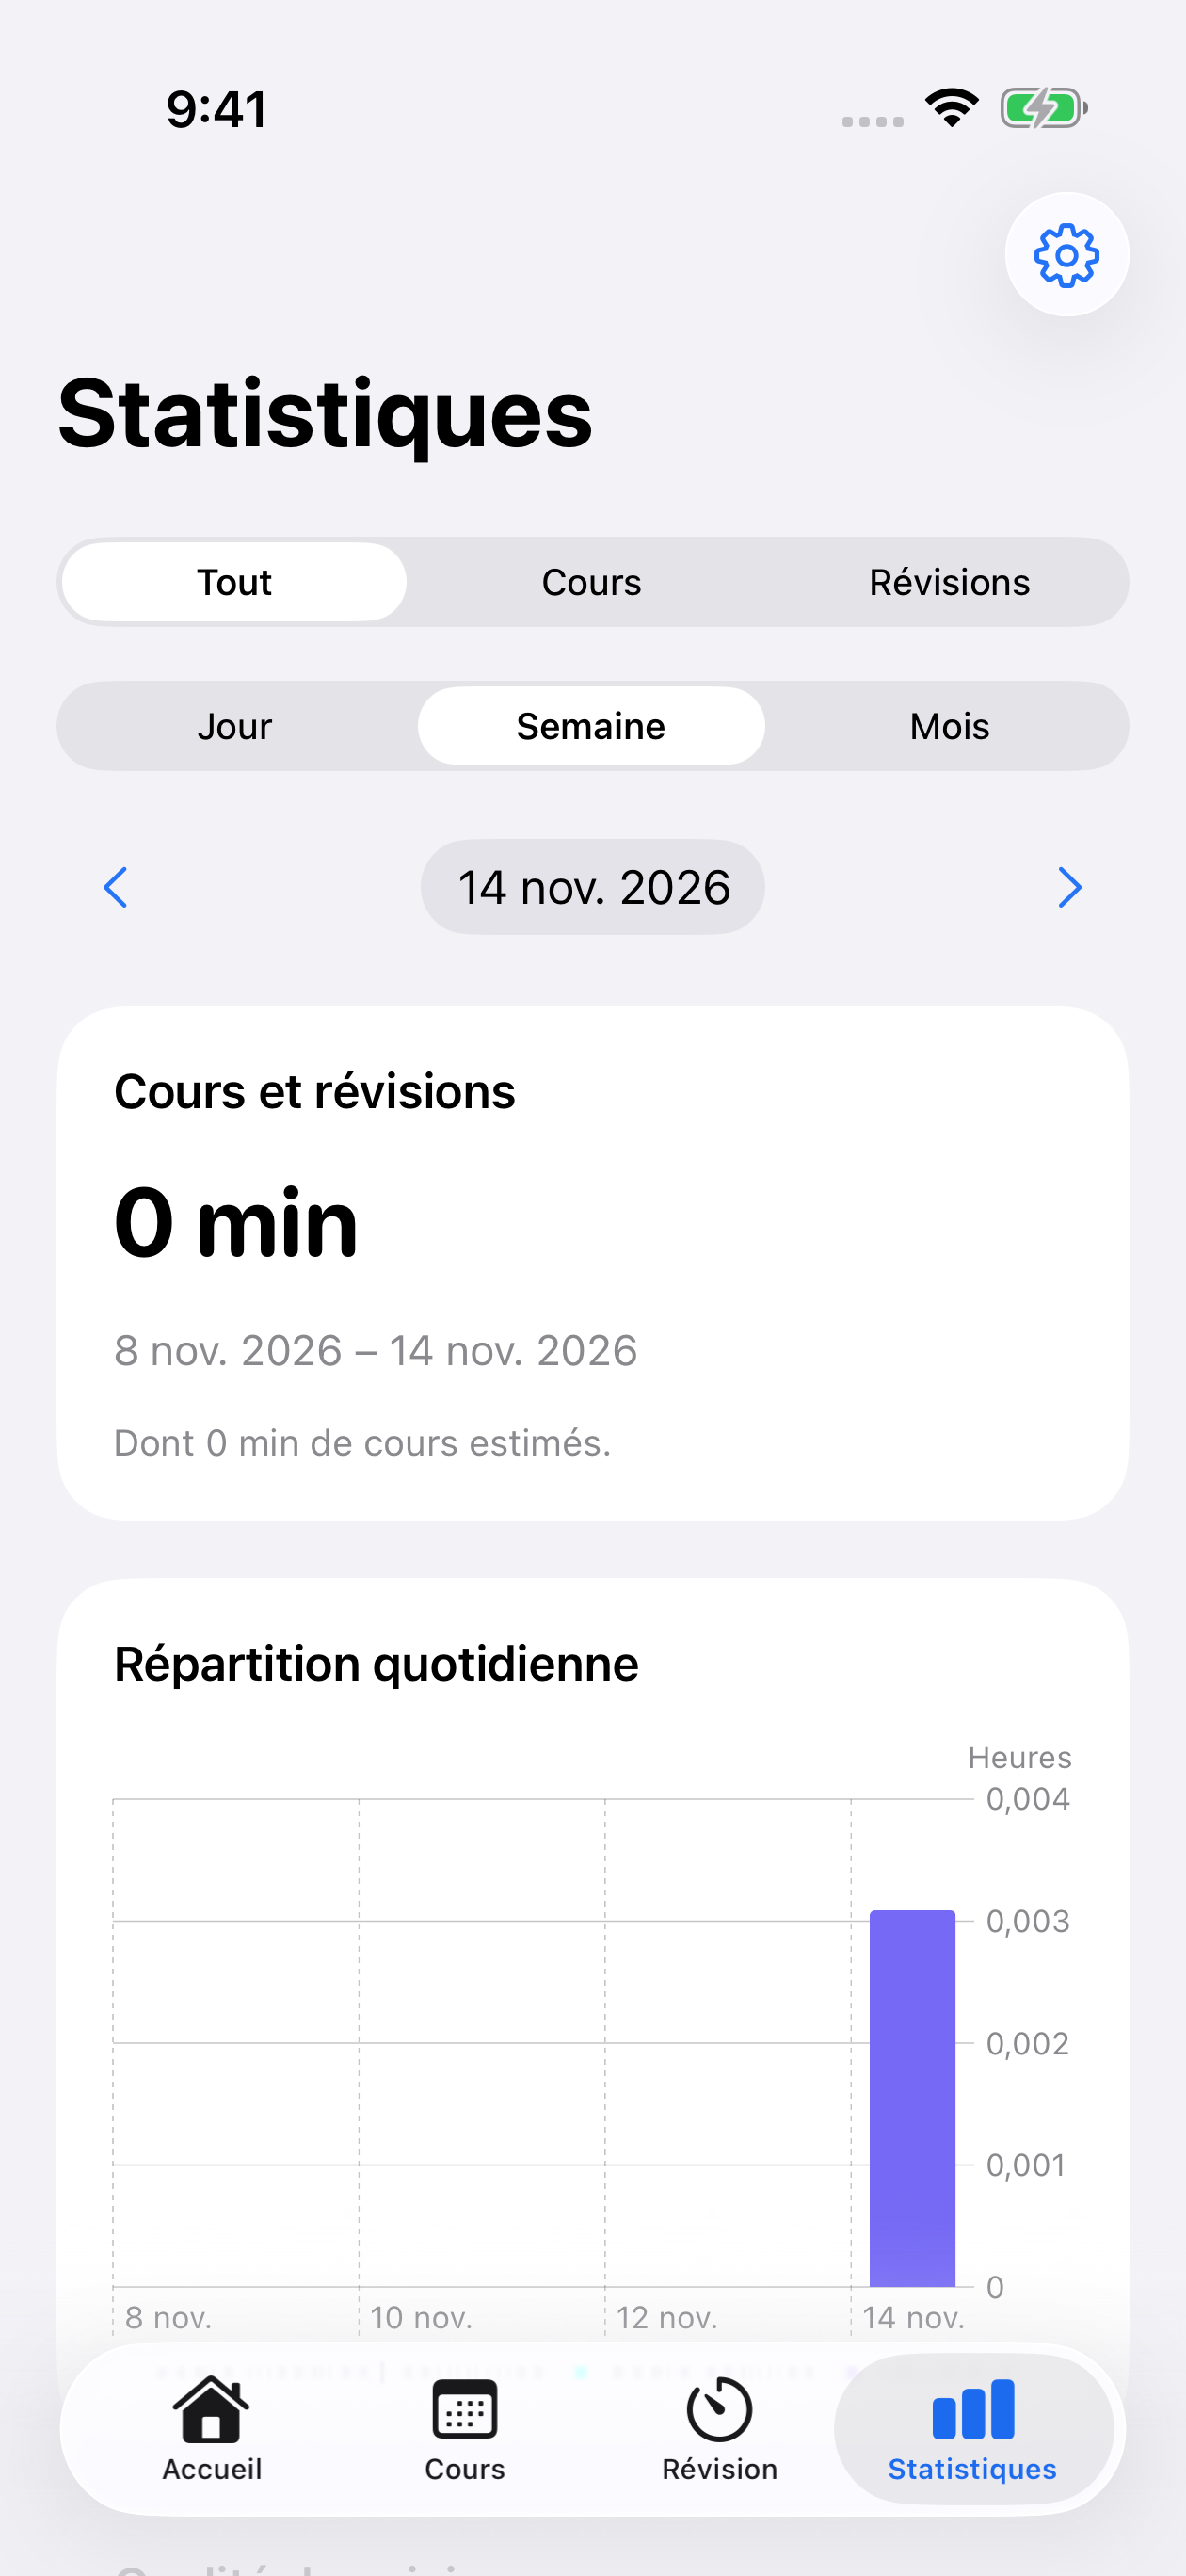 9:41
Statistiques
Tout Cours Révisions
Jour Semaine Mois
14 nov. 2026
Cours et révisions
0 min
8 nov. 2026 – 14 nov. 2026
Dont 0 min de cours estimés.
Répartition quotidienne
Heures
0,004
0,003
0,002
0,001
0
8 nov. 10 nov. 12 nov. 14 nov.
Accueil Cours Révision Statistiques